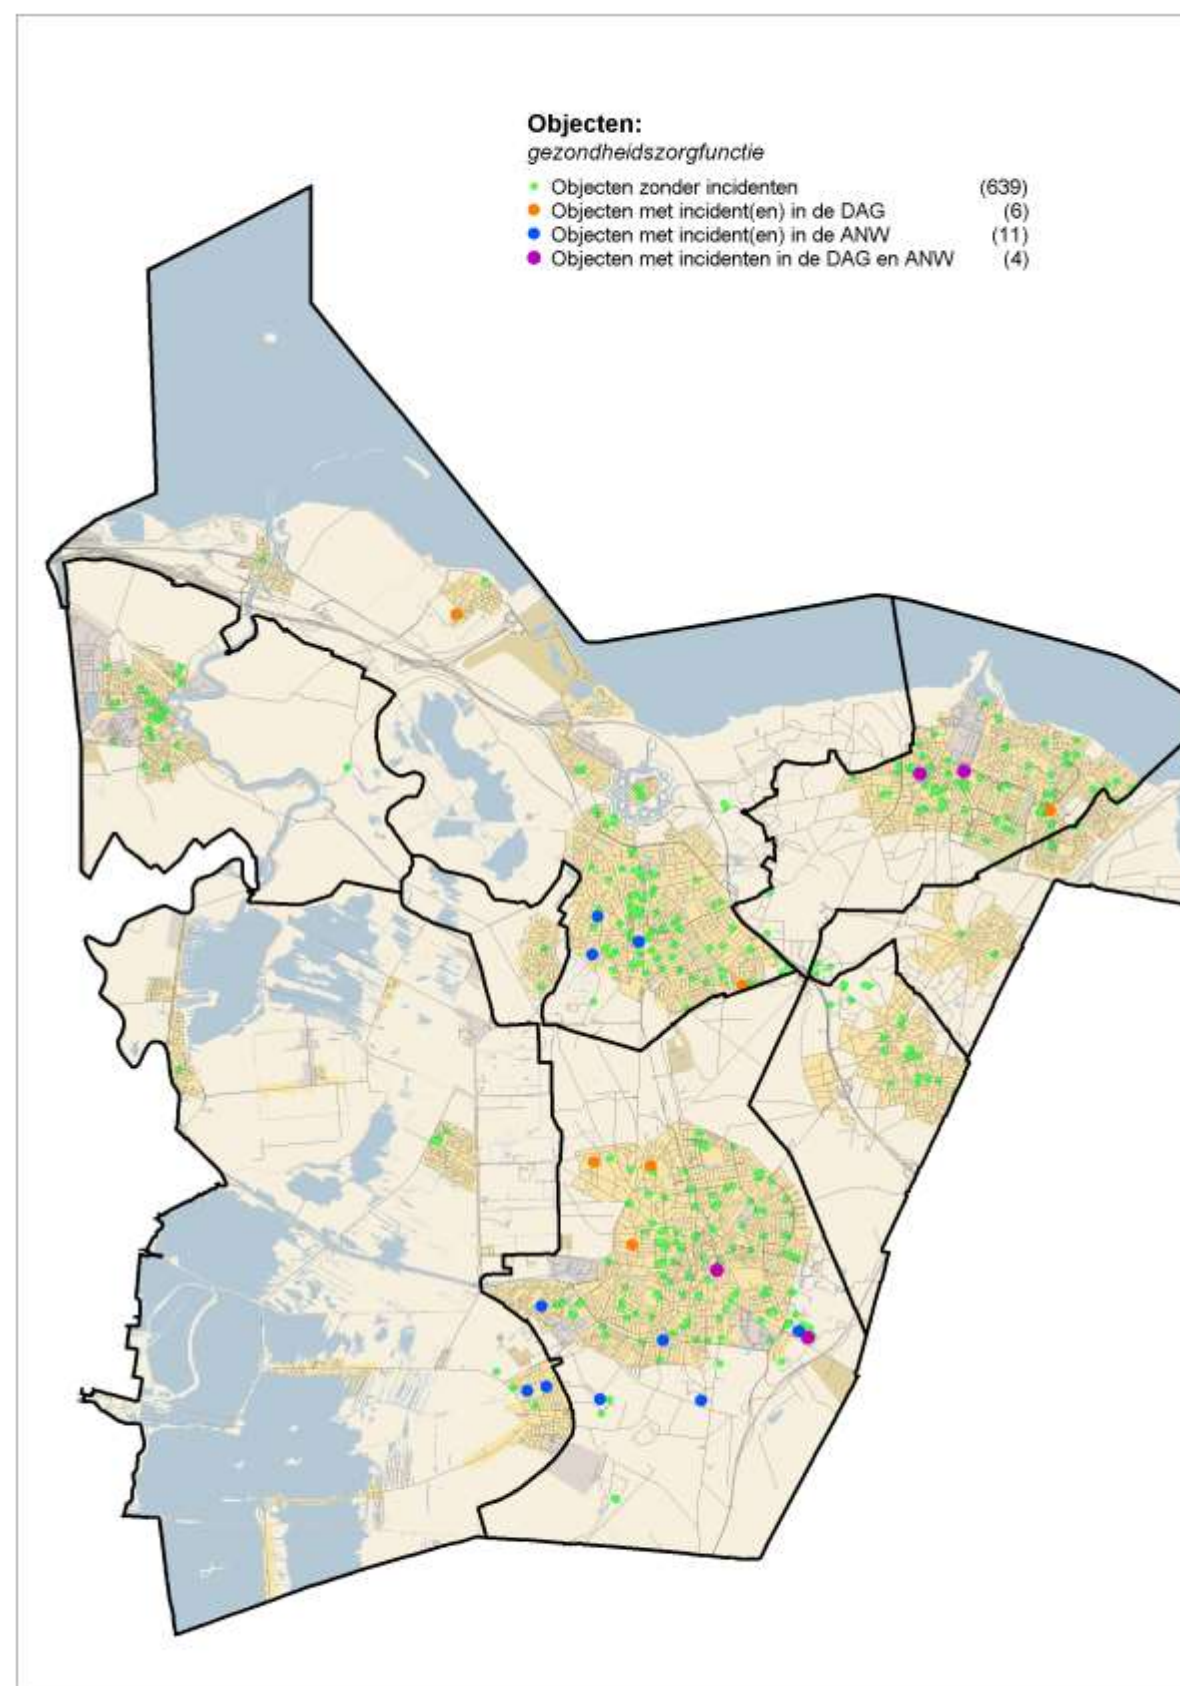 Objecten:
gezondheidszorgfunctie
Objecten zonder incidenten (639)
Objecten met incident(en) in de DAG (6)
Objecten met incident(en) in de ANW (11)
Objecten met incidenten in de DAG en ANW (4)